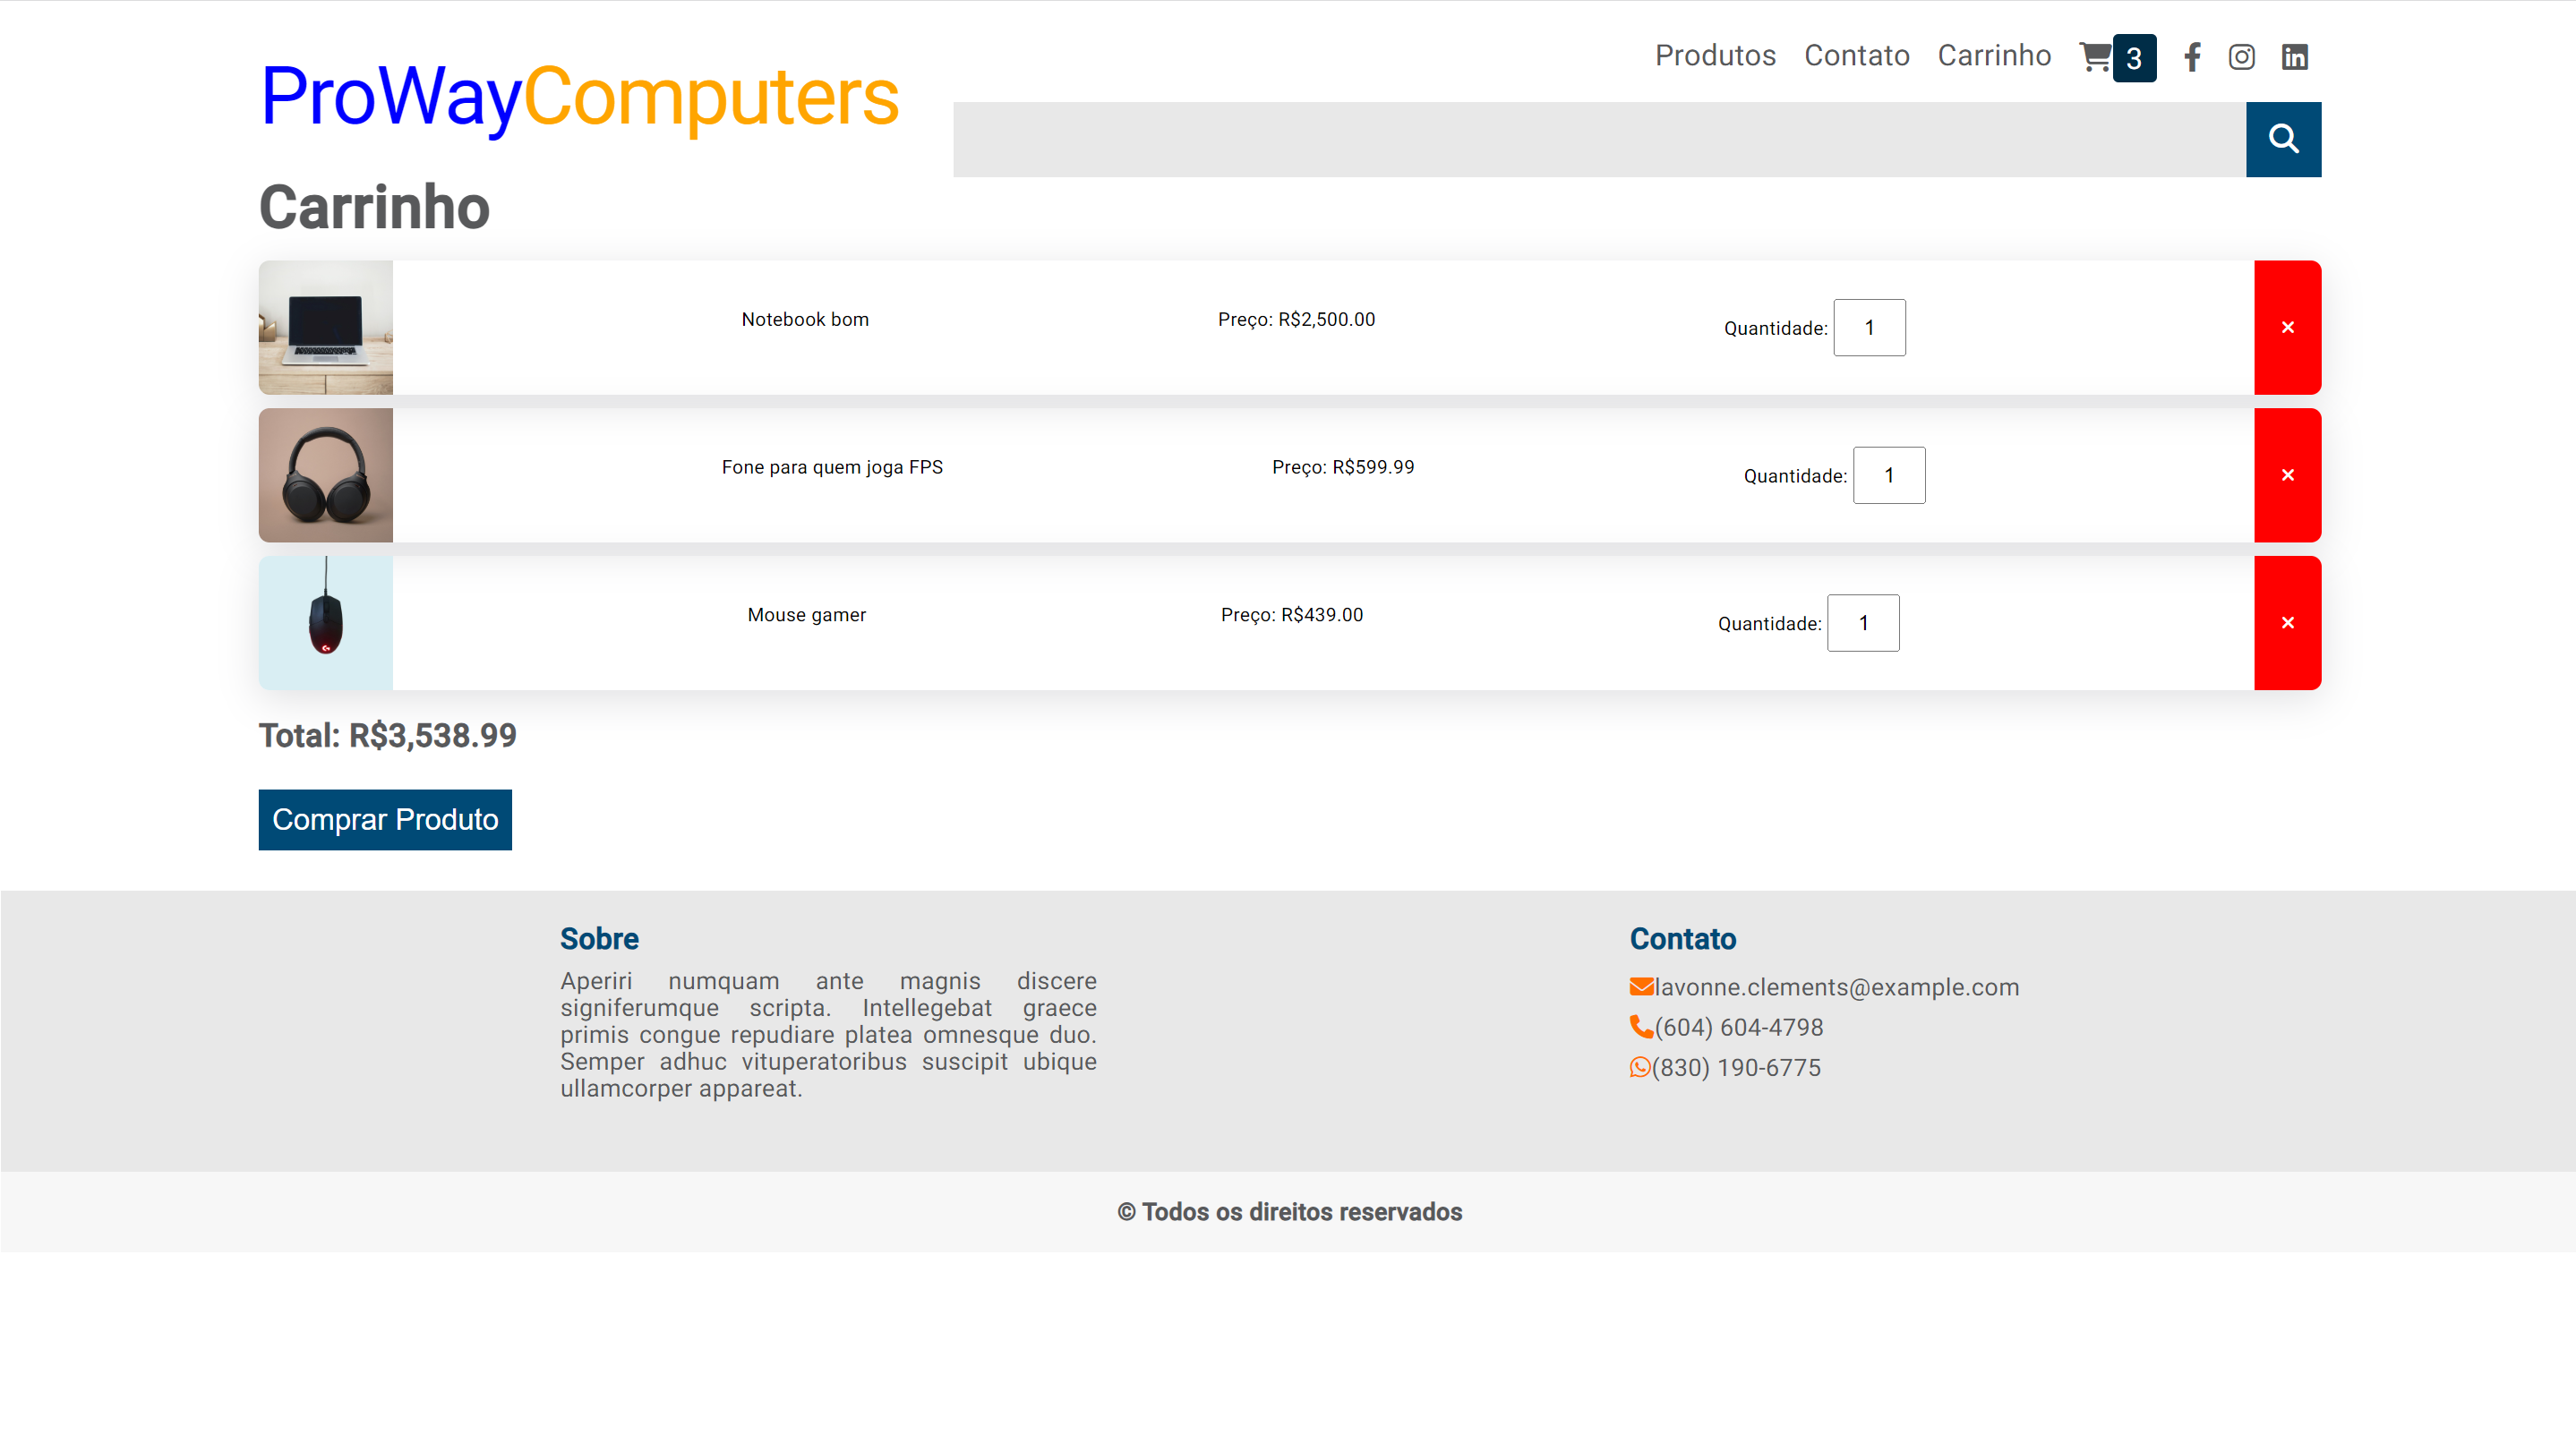 ProWayComputers
Produtos Contato Carrinho 3
Carrinho
Notebook bom Preço: R$2,500.00 Quantidade: 1 ×
Fone para quem joga FPS Preço: R$599.99 Quantidade: 1 ×
Mouse gamer Preço: R$439.00 Quantidade: 1 ×
Total: R$3,538.99
Comprar Produto
Sobre
Aperiri numquam ante magnis discere
signiferumque scripta. Intellegebat graece
primis congue repudiare platea omnesque duo.
Semper adhuc vituperatoribus suscipit ubique
ullamcorper appareat.
Contato
lavonne.clements@example.com
(604) 604-4798
(830) 190-6775
© Todos os direitos reservados